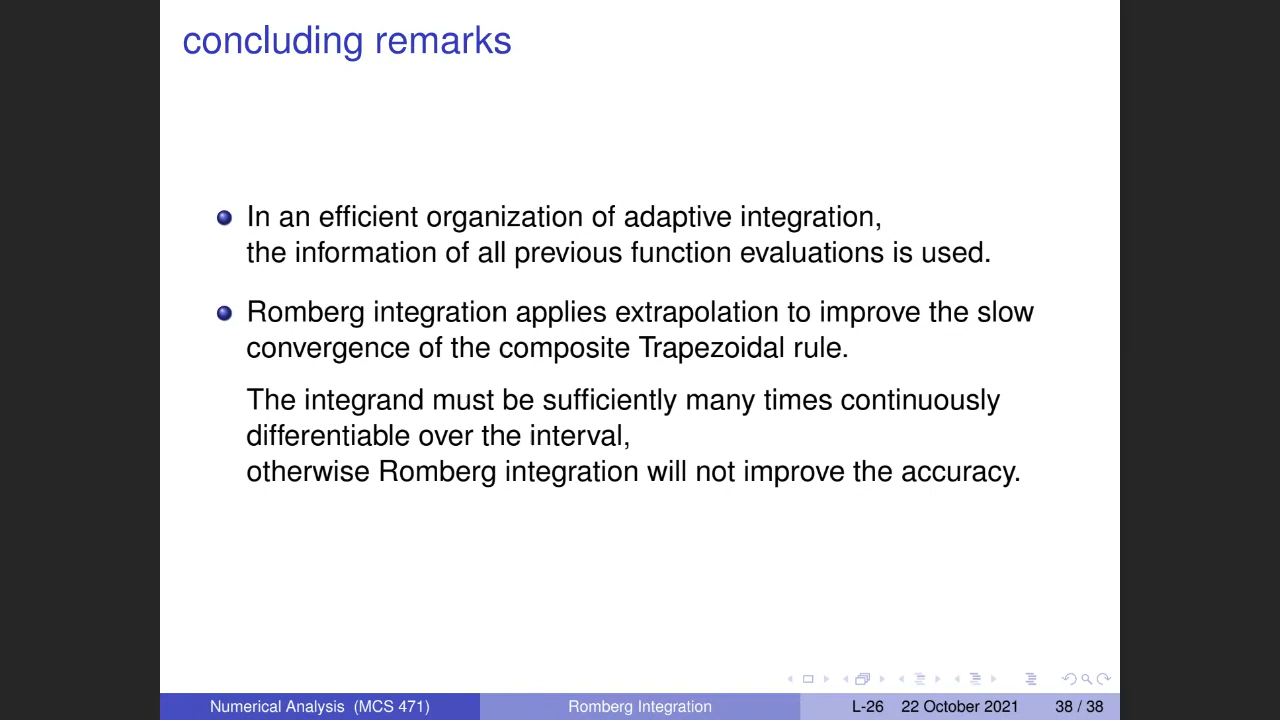 concluding remarks
In an efficient organization of adaptive integration,
the information of all previous function evaluations is used.
Romberg integration applies extrapolation to improve the slow
convergence of the composite Trapezoidal rule.
The integrand must be sufficiently many times continuously
differentiable over the interval,
otherwise Romberg integration will not improve the accuracy.
Numerical Analysis (MCS 471) Romberg Integration L-26 22 October 2021 38 / 38